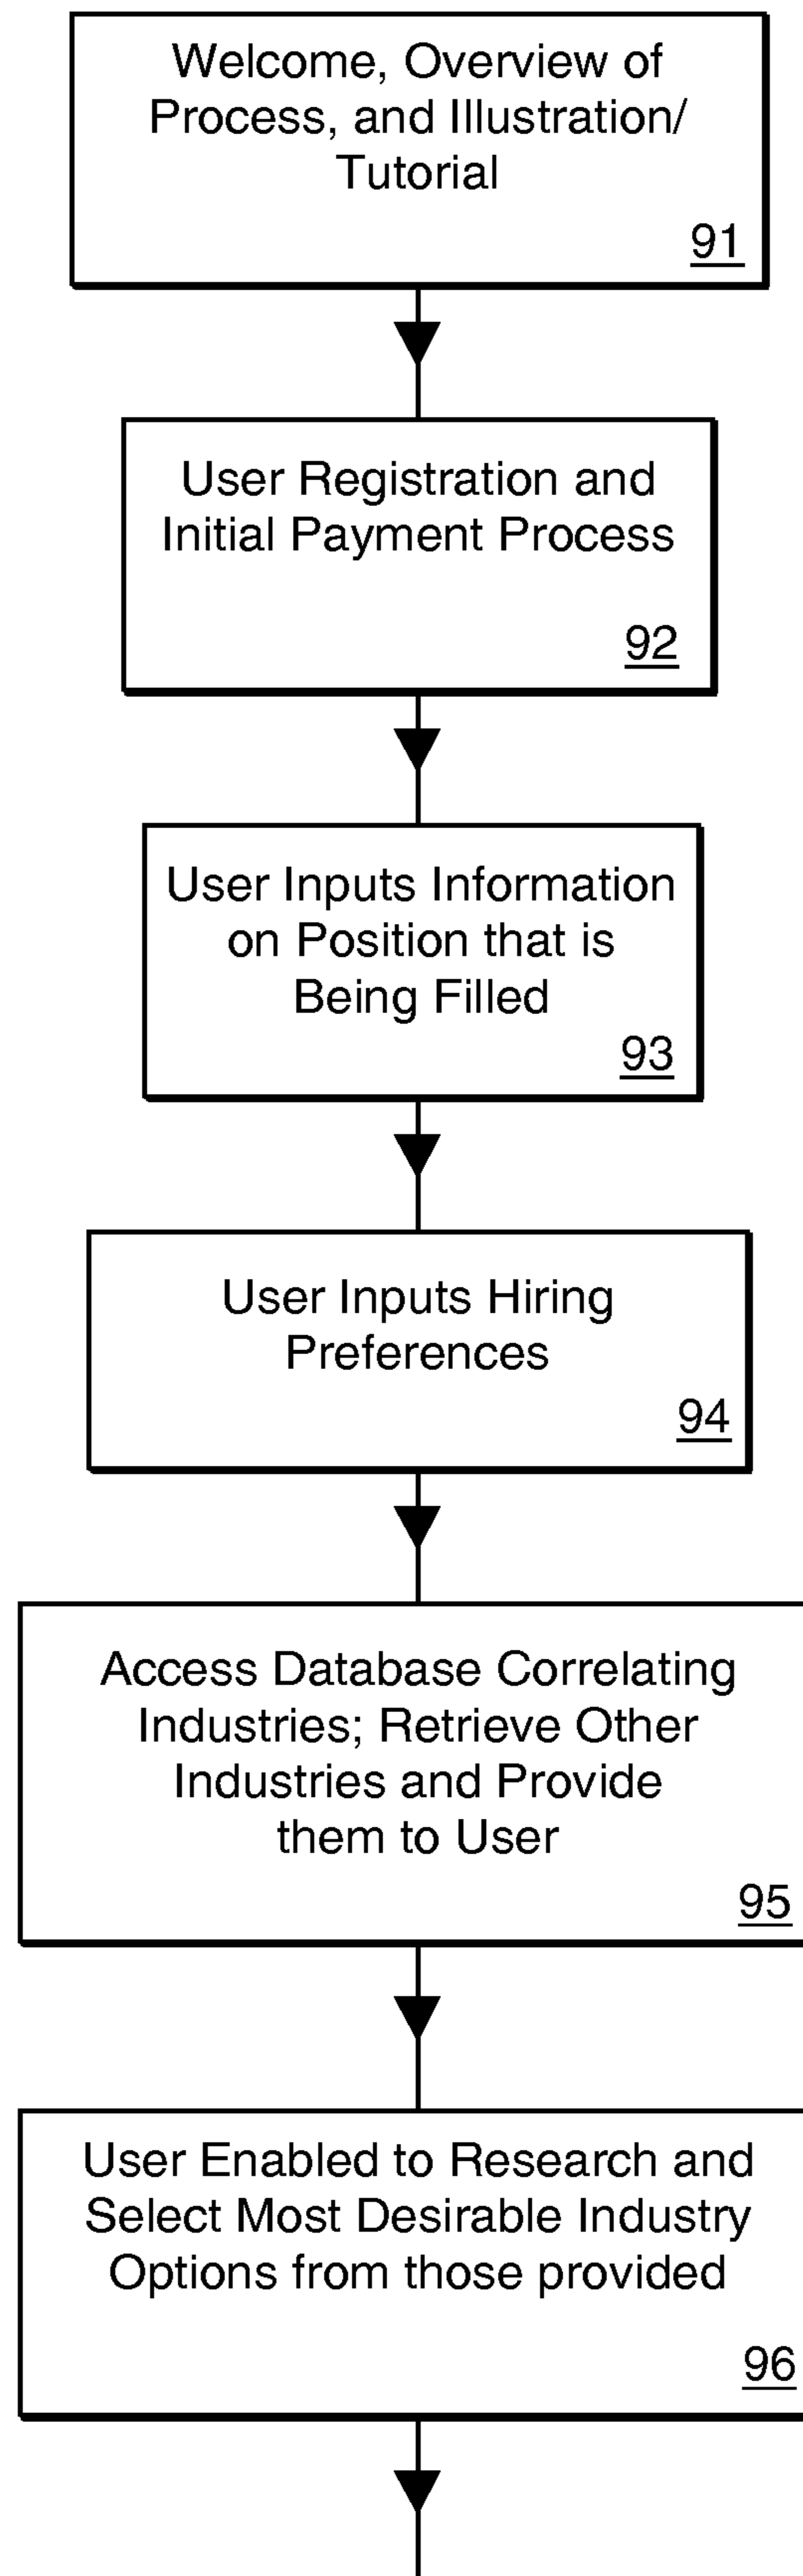 Welcome, Overview of
Process, and Illustration/
Tutorial
91
User Registration and
Initial Payment Process
92
User Inputs Information
on Position that is
Being Filled
93
User Inputs Hiring
Preferences
94
Access Database Correlating
Industries; Retrieve Other
Industries and Provide
them to User
95
User Enabled to Research and
Select Most Desirable Industry
Options from those provided
96